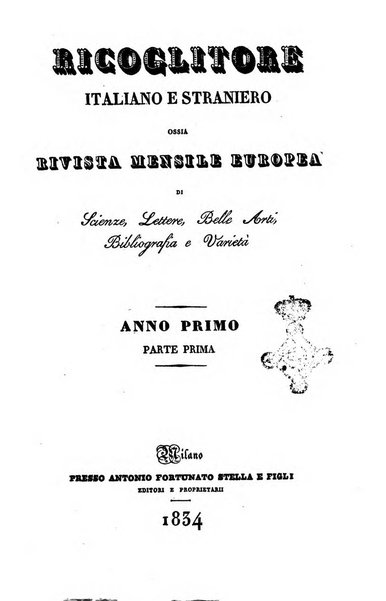 RICOGLITORE
ITALIANO E STRANIERO
OSSIA
RIVISTA MENSILE EUROPEA
DI
Scienze, Lettere, Belle Arti,
Bibliografia e Varietà
ANNO PRIMO
PARTE PRIMA
Milano
PRESSO ANTONIO FORTUNATO STELLA E FIGLI
EDITORI E PROPRIETARII
1834